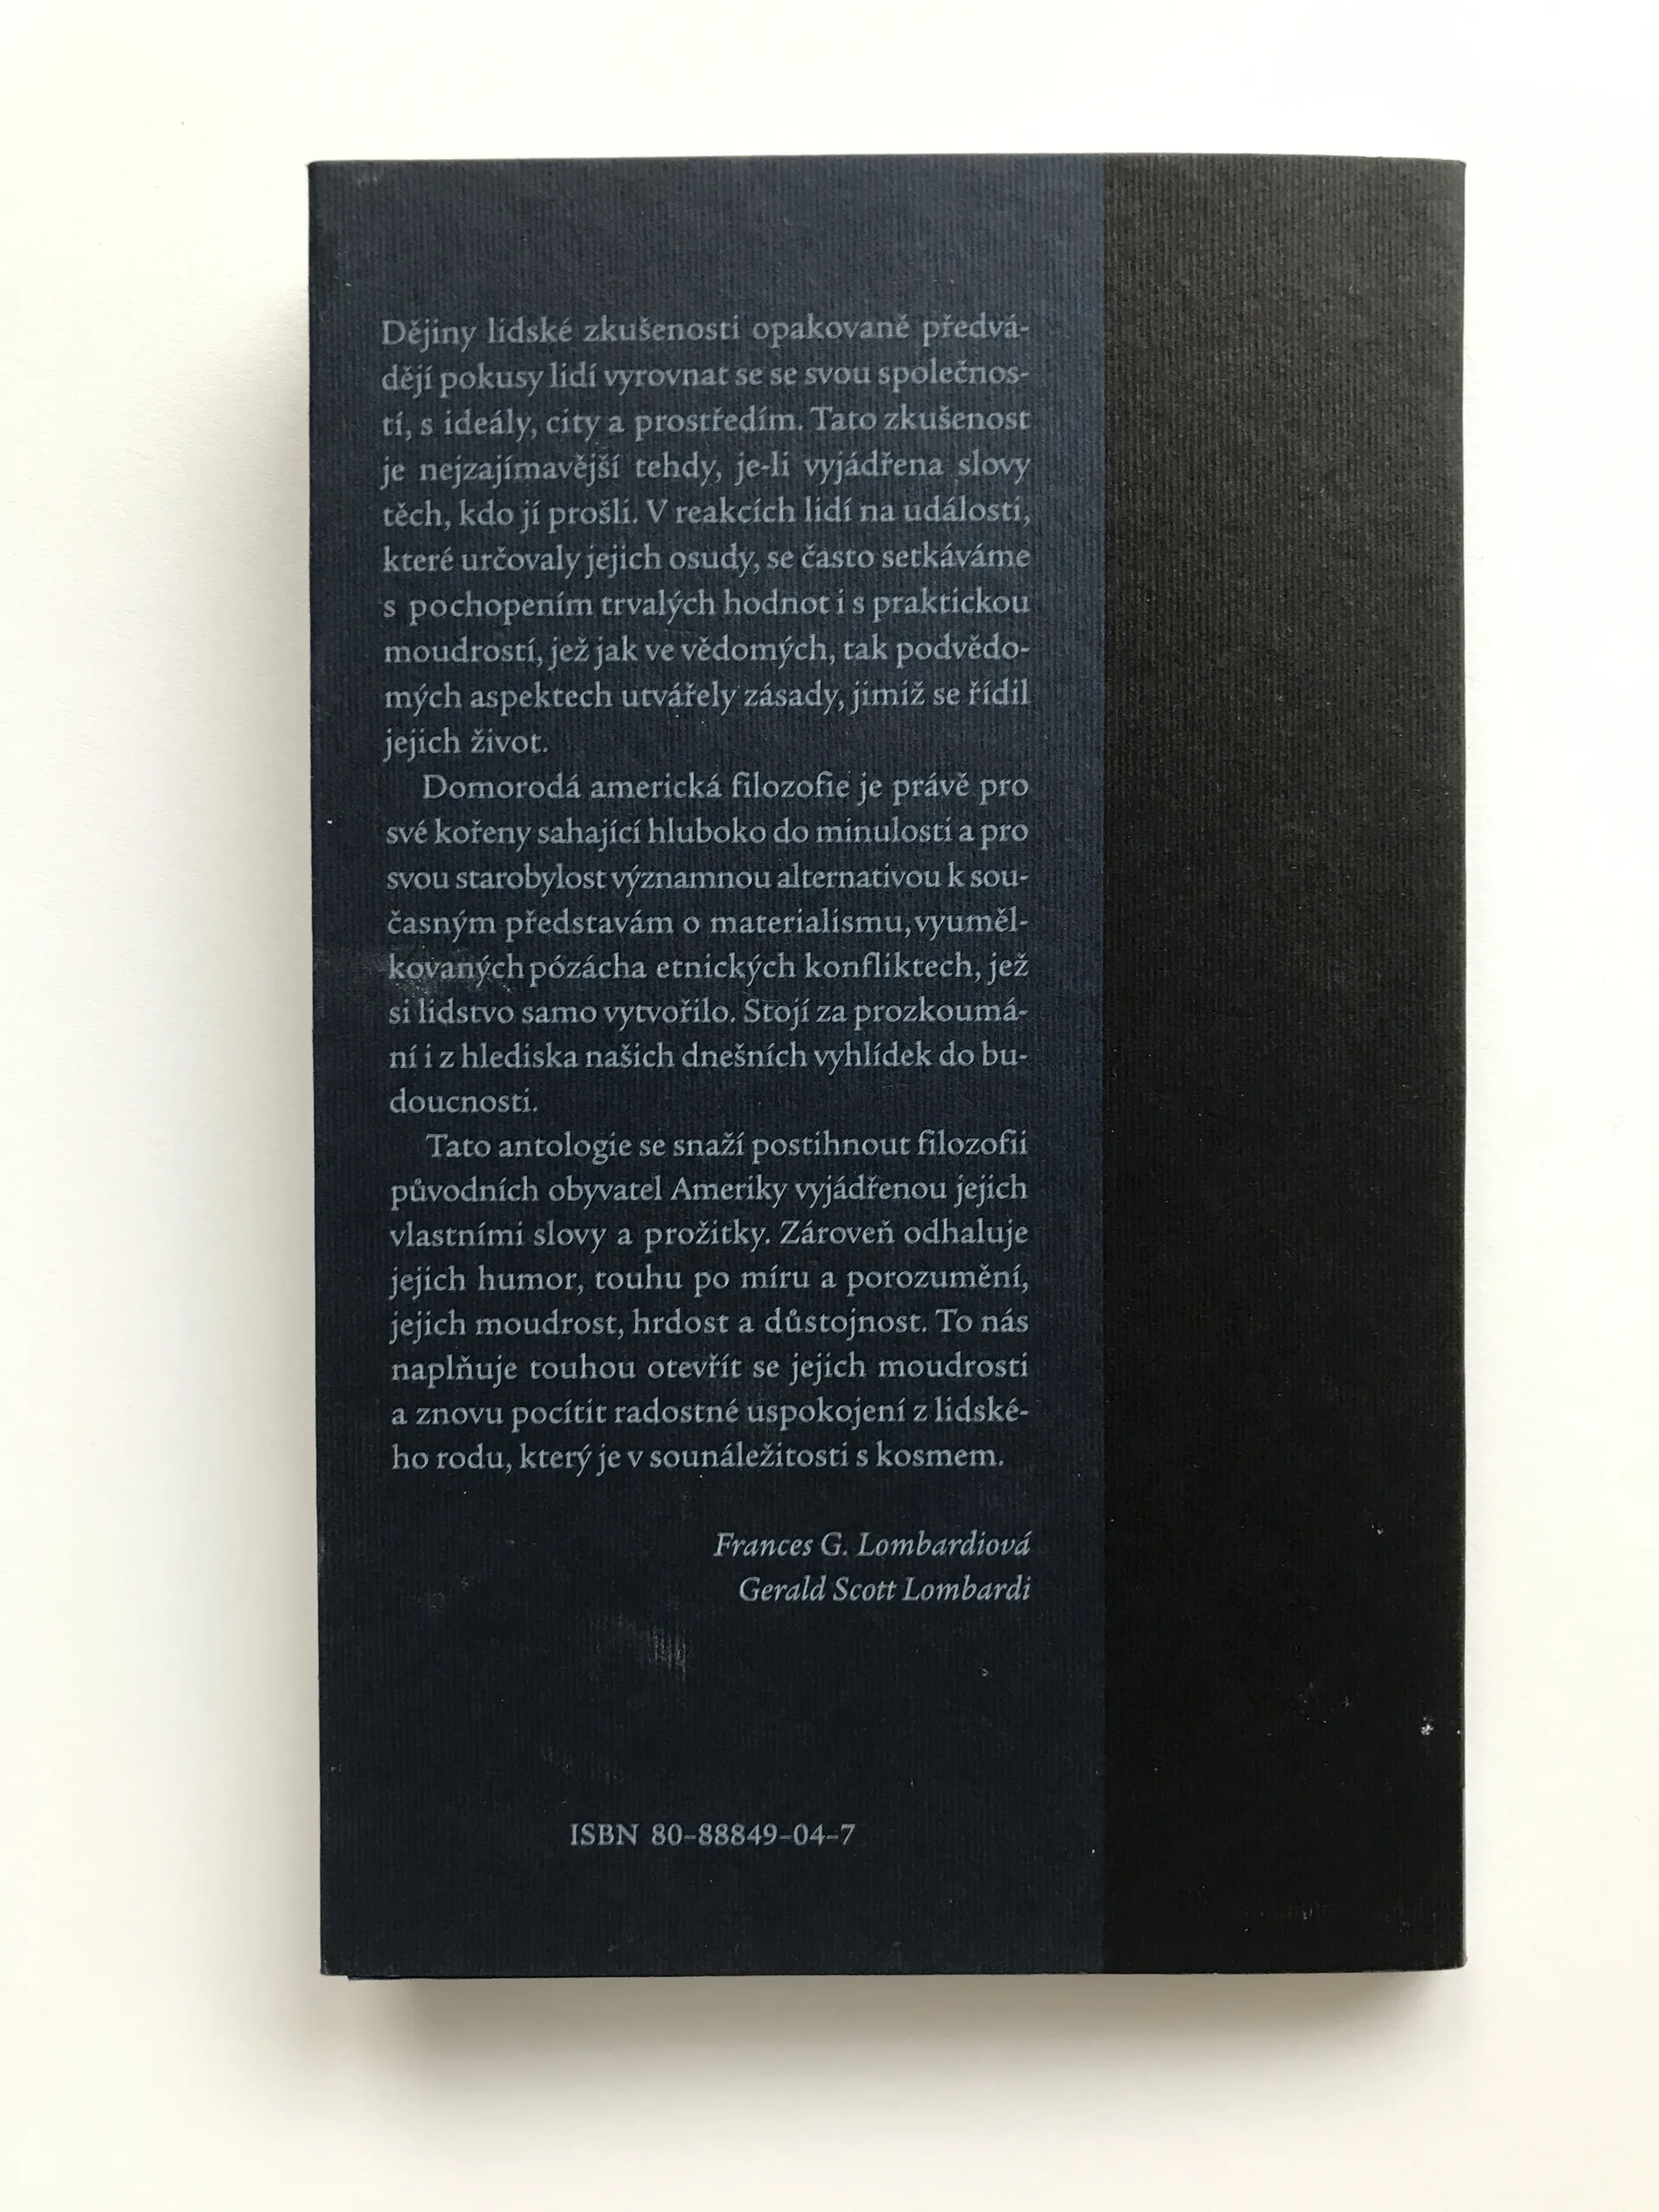 Dějiny lidské zkušenosti opakovaně předvá-
dějí pokusy lidí vyrovnat se se svou společnos-
tí, s ideály, city a prostředím. Tato zkušenost
je nejzajímavější tehdy, je-li vyjádřena slovy
těch, kdo jí prošli. V reakcích lidí na události,
které určovaly jejich osudy, se často setkáváme
s pochopením trvalých hodnot i s praktickou
moudrostí, jež jak ve vědomých, tak podvědo-
mých aspektech utvářely zásady, jimiž se řídil
jejich život.
Domorodá americká filozofie je právě pro
své kořeny sahající hluboko do minulosti a pro
svou starobylost významnou alternativou k sou-
časným představám o materialismu, vyuměl-
kovaných pózácha etnických konfliktech, jež
si lidstvo samo vytvořilo. Stojí za prozkoumá-
ní i z hlediska našich dnešních vyhlídek do bu-
doucnosti.
Tato antologie se snaží postihnout filozofii
původních obyvatel Ameriky vyjádřenou jejich
vlastními slovy a prožitky. Zároveň odhaluje
jejich humor, touhu po míru a porozumění,
jejich moudrost, hrdost a důstojnost. To nás
naplňuje touhou otevřít se jejich moudrosti
a znovu pocítit radostné uspokojení z lidské-
ho rodu, který je v sounáležitosti s kosmem.
Frances G. Lombardiová
Gerald Scott Lombardi
ISBN 80-88849-04-7